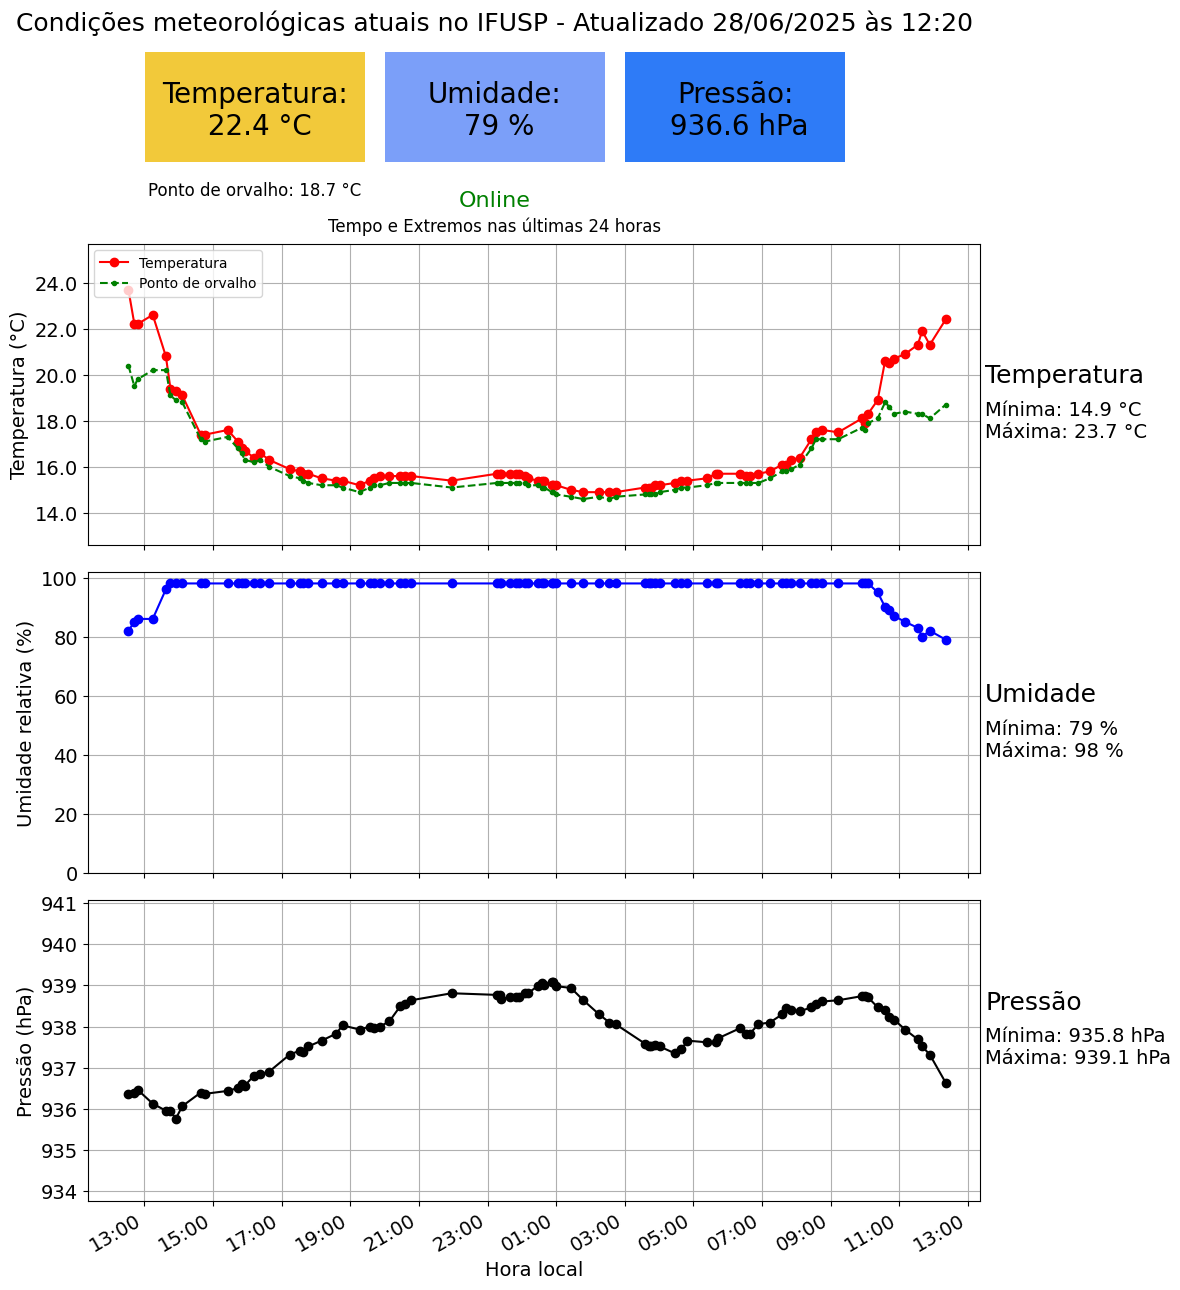 Condições meteorológicas atuais no IFUSP - Atualizado 28/06/2025 às 12:20
Temperatura:
22.4 °C
Umidade:
79 %
Pressão:
936.6 hPa
Ponto de orvalho: 18.7 °C
Online
Tempo e Extremos nas últimas 24 horas
Temperatura
Ponto de orvalho
Temperatura (°C)
24.0
22.0
20.0
18.0
16.0
14.0
Temperatura
Mínima: 14.9 °C
Máxima: 23.7 °C
Umidade relativa (%)
100
80
60
40
20
0
Umidade
Mínima: 79 %
Máxima: 98 %
Pressão (hPa)
941
940
939
938
937
936
935
934
Pressão
Mínima: 935.8 hPa
Máxima: 939.1 hPa
13:00
15:00
17:00
19:00
21:00
23:00
01:00
03:00
05:00
07:00
09:00
11:00
13:00
Hora local